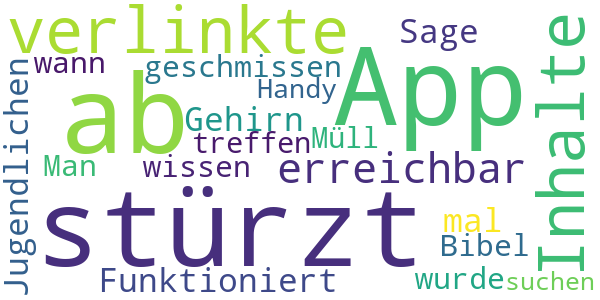 verlinkte
Sage
wann
geschmissen
Handy
App
ab
Gehirn
treffen
Müll
Man
wissen
erreichbar
Inhalte
Jugendlichen
stürzt
mal
Bibel
Funktioniert
wurde
suchen